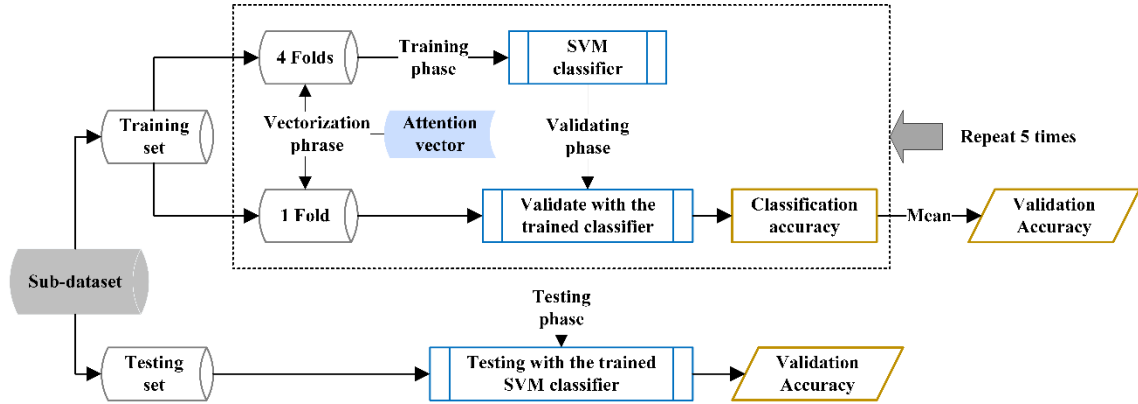 4 Folds
Training
phase
SVM
classifier
Training
set
Vectorization
phrase
Attention
vector
Validating
phase
Repeat 5 times
1 Fold
Validate with the
trained classifier
Classification
accuracy
Mean
Validation
Accuracy
Sub-dataset
Testing
phase
Testing
set
Testing with the trained
SVM classifier
Validation
Accuracy